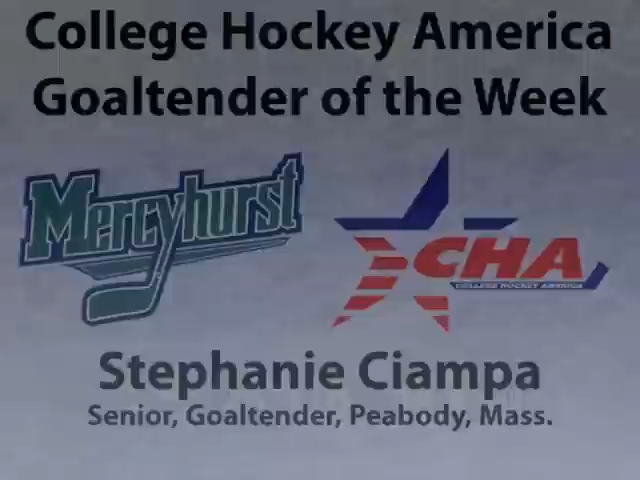 College Hockey America
Goaltender of the Week
Mercyhurst
CHA
COLLEGE HOCKEY AMERICA
Stephanie Ciampa
Senior, Goaltender, Peabody, Mass.